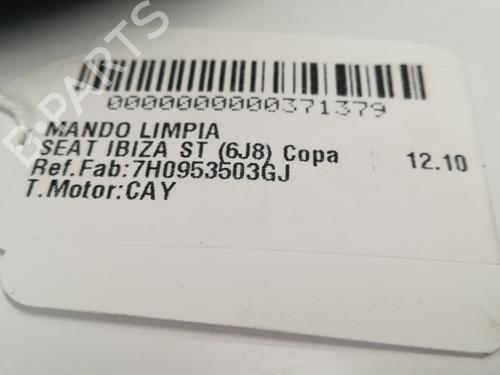 B-PARTS
0000000000371379
MANDO LIMPIA
SEAT IBIZA ST (6J8) Copa 12.10
Ref.Fab:7H0953503GJ
T.Motor:CAY